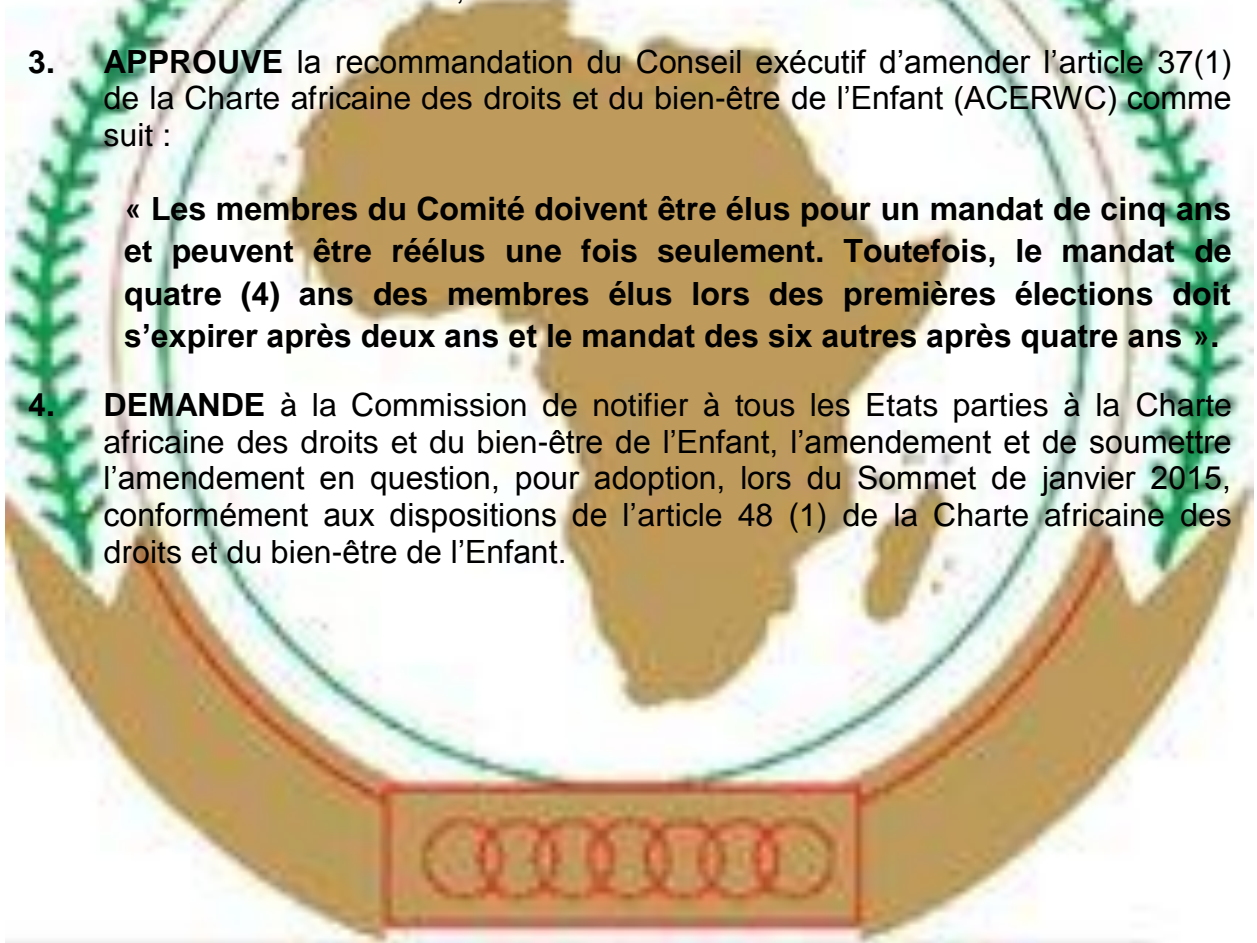 3. APPROUVE la recommandation du Conseil exécutif d'amender l'article 37(1)
de la Charte africaine des droits et du bien-être de l'Enfant (ACERWC) comme
suit :
« Les membres du Comité doivent être élus pour un mandat de cinq ans
et peuvent être réélus une fois seulement. Toutefois, le mandat de
quatre (4) ans des membres élus lors des premières élections doit
s'expirer après deux ans et le mandat des six autres après quatre ans ».
4. DEMANDE à la Commission de notifier à tous les Etats parties à la Charte
africaine des droits et du bien-être de l'Enfant, l'amendement et de soumettre
l'amendement en question, pour adoption, lors du Sommet de janvier 2015,
conformément aux dispositions de l'article 48 (1) de la Charte africaine des
droits et du bien-être de l'Enfant.